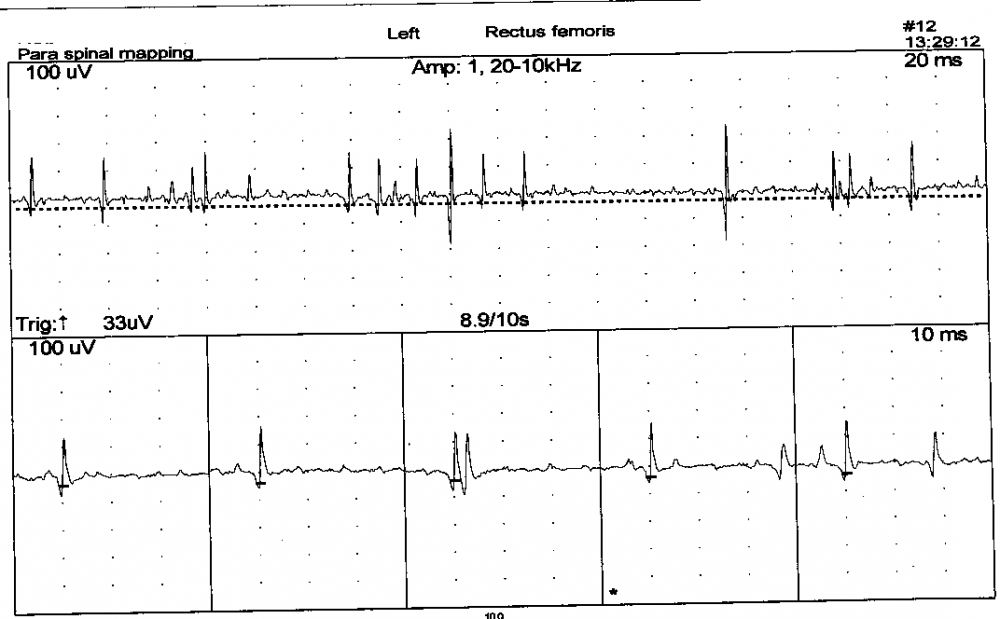 Left Rectus femoris #12
13:29:12
Para spinal mapping
100 uV Amp: 1, 20-10kHz 20 ms
Trig:↑ 33uV 8.9/10s
100 uV 10 ms
*
109